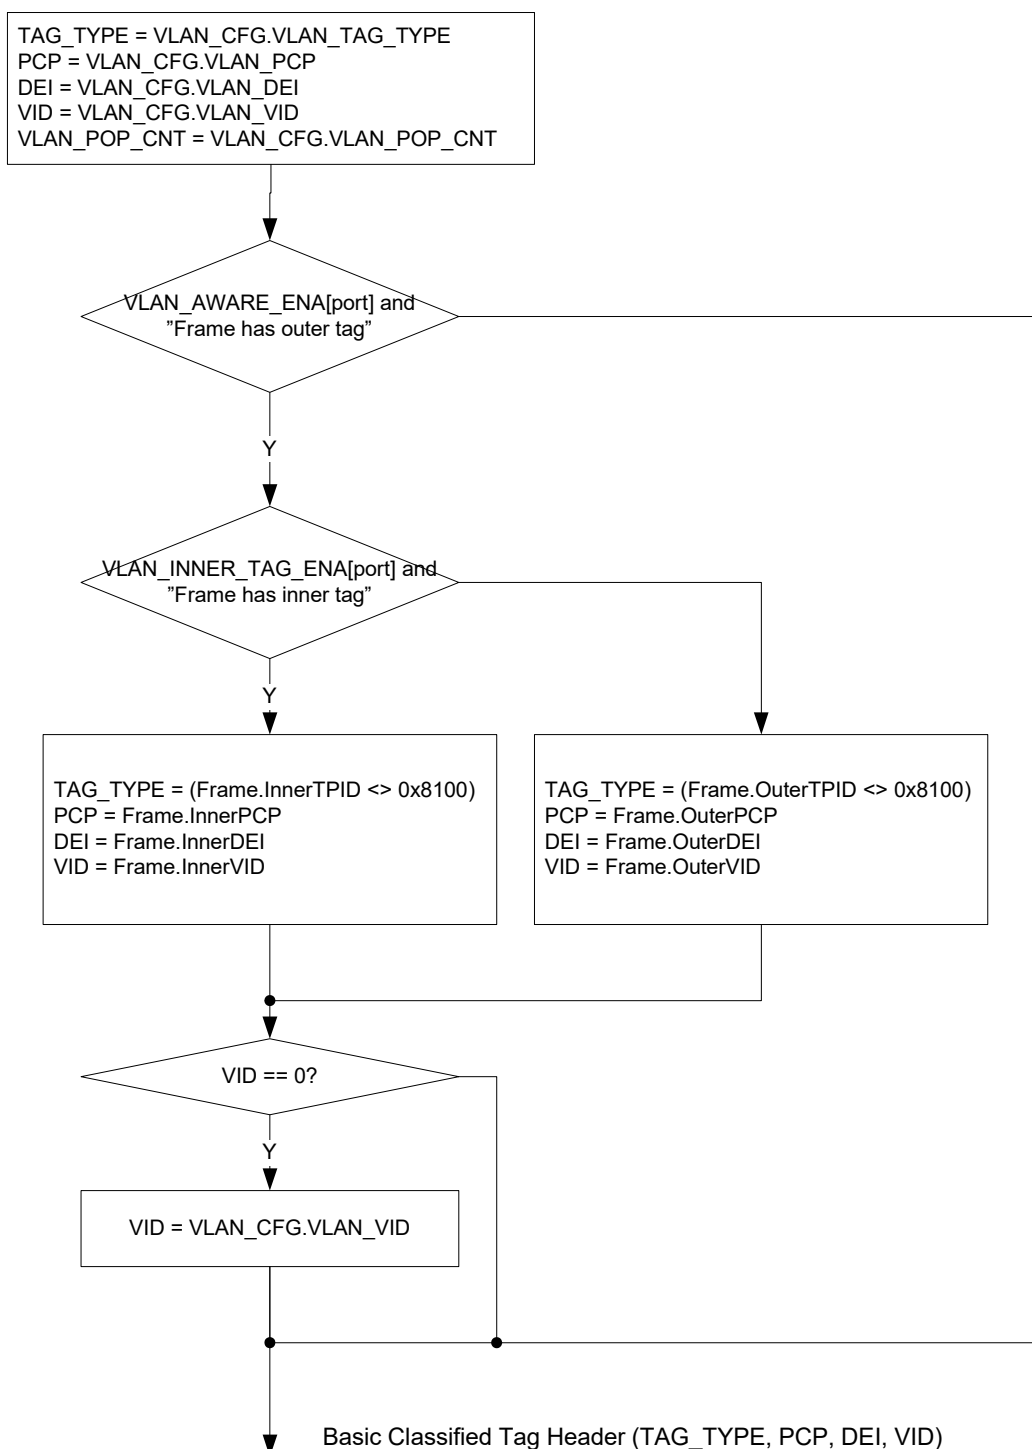 TAG_TYPE = VLAN_CFG.VLAN_TAG_TYPE
PCP = VLAN_CFG.VLAN_PCP
DEI = VLAN_CFG.VLAN_DEI
VID = VLAN_CFG.VLAN_VID
VLAN_POP_CNT = VLAN_CFG.VLAN_POP_CNT
VLAN_AWARE_ENA[port] and
”Frame has outer tag”
Y
VLAN_INNER_TAG_ENA[port] and
”Frame has inner tag”
Y
TAG_TYPE = (Frame.InnerTPID <> 0x8100)
PCP = Frame.InnerPCP
DEI = Frame.InnerDEI
VID = Frame.InnerVID
TAG_TYPE = (Frame.OuterTPID <> 0x8100)
PCP = Frame.OuterPCP
DEI = Frame.OuterDEI
VID = Frame.OuterVID
VID == 0?
Y
VID = VLAN_CFG.VLAN_VID
Basic Classified Tag Header (TAG_TYPE, PCP, DEI, VID)